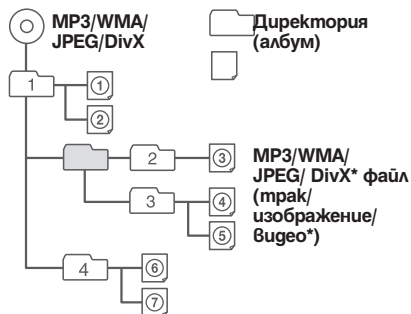 MP3/WMA/
JPEG/DivX
Директория
(албум)
1
①
②
2
③
MP3/WMA/
JPEG/ DivX* файл
(трак/
изображение/
видео*)
3
④
⑤
4
⑥
⑦